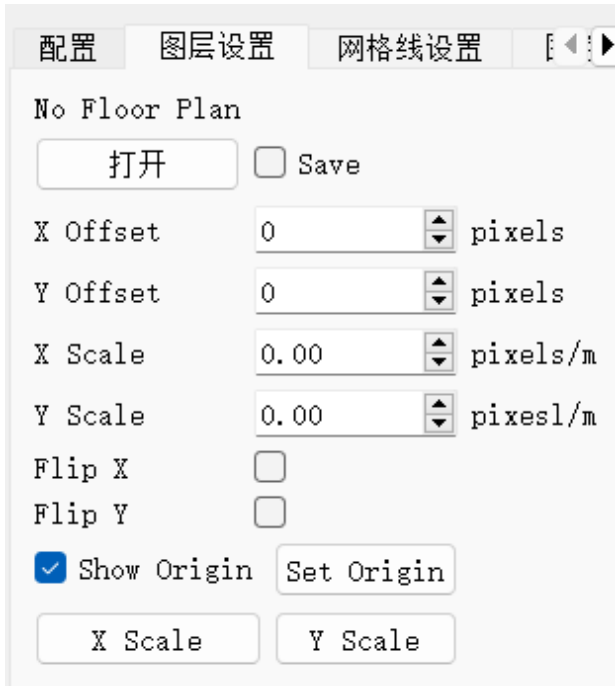 配置 图层设置 网格线设置
No Floor Plan
打开 Save
X Offset 0 pixels
Y Offset 0 pixels
X Scale 0.00 pixels/m
Y Scale 0.00 pixesl/m
Flip X
Flip Y
Show Origin Set Origin
X Scale Y Scale